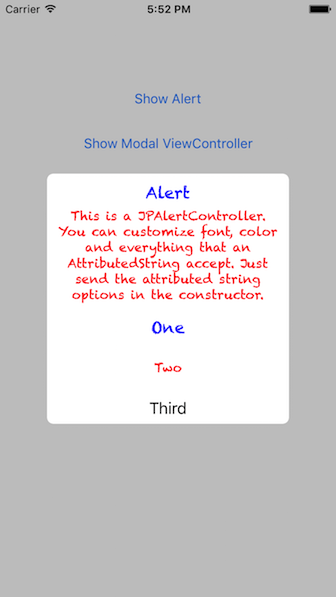 Carrier 5:52 PM
Show Alert
Show Modal ViewController
Alert
This is a JPAlertController.
You can customize font, color
and everything that an
AttributedString accept. Just
send the attributed string
options in the constructor.
One
Two
Third